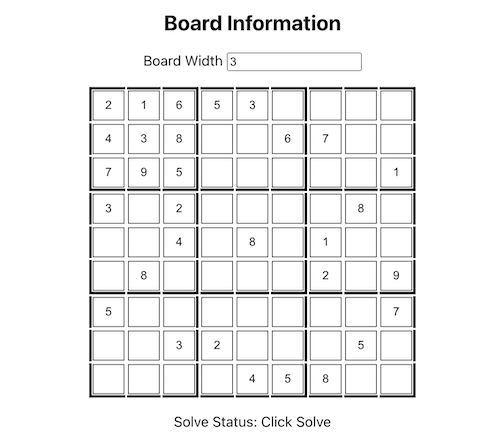 Board Information
Board Width 3
2 1 6 5 3
4 3 8 6 7
7 9 5 1
3 2 8
4 8 1
8 2 9
5 7
3 2 5
4 5 8
Solve Status: Click Solve